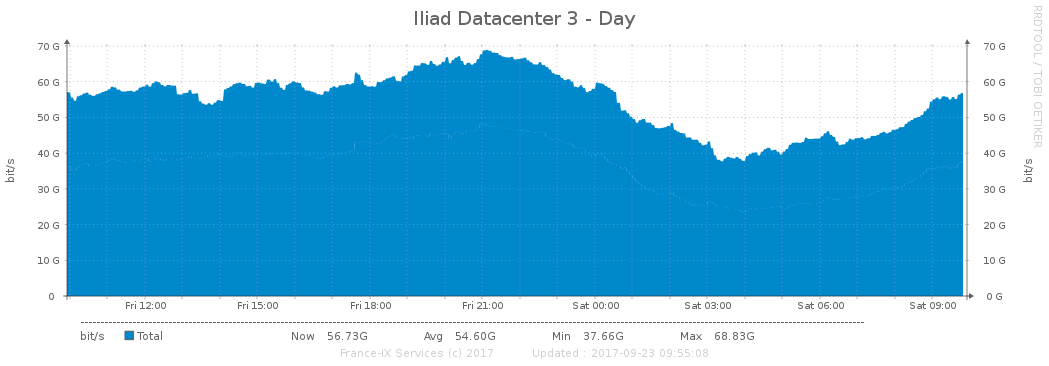 Iliad Datacenter 3 - Day
RRDTOOL / TOBI OETIKER
70 G 70 G
60 G 60 G
50 G 50 G
40 G 40 G
30 G 30 G
20 G 20 G
10 G 10 G
0 0 G
bit/s bit/s
Fri 12:00 Fri 15:00 Fri 18:00 Fri 21:00 Sat 00:00 Sat 03:00 Sat 06:00 Sat 09:00
bit/s Total Now 56.73G Avg 54.60G Min 37.66G Max 68.83G
France-IX Services (c) 2017 Updated : 2017-09-23 09:55:08